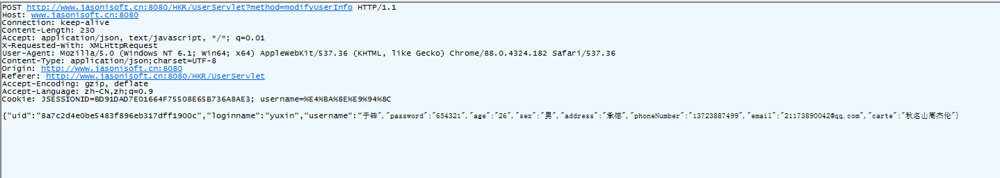 POST http://www.jasonisoft.cn:8080/HKR/UserServlet?method=modifyUserInfo HTTP/1.1
Host: www.jasonisoft.cn:8080
Connection: keep-alive
Content-Length: 230
Accept: application/json, text/javascript, */*; q=0.01
X-Requested-With: XMLHttpRequest
User-Agent: Mozilla/5.0 (Windows NT 6.1; Win64; x64) AppleWebKit/537.36 (KHTML, like Gecko) Chrome/88.0.4324.182 Safari/537.36
Content-Type: application/json;charset=UTF-8
Origin: http://www.jasonisoft.cn:8080
Referer: http://www.jasonisoft.cn:8080/HKR/UserServlet
Accept-Encoding: gzip, deflate
Accept-Language: zh-CN,zh;q=0.9
Cookie: JSESSIONID=BD91DAD7E01664F75508E65B736A8AE3; username=%E4%BA%8E%E9%94%8C
{"uid":"8a7c2d4e0be5483f896eb317dff1900c","loginname":"yuxin","username":"于锌","password":"654321","age":"26","sex":"男","address":"承德","phoneNumber":"13723887499","email":"21173890042@qq.com","carte":"秋名山周杰伦"}